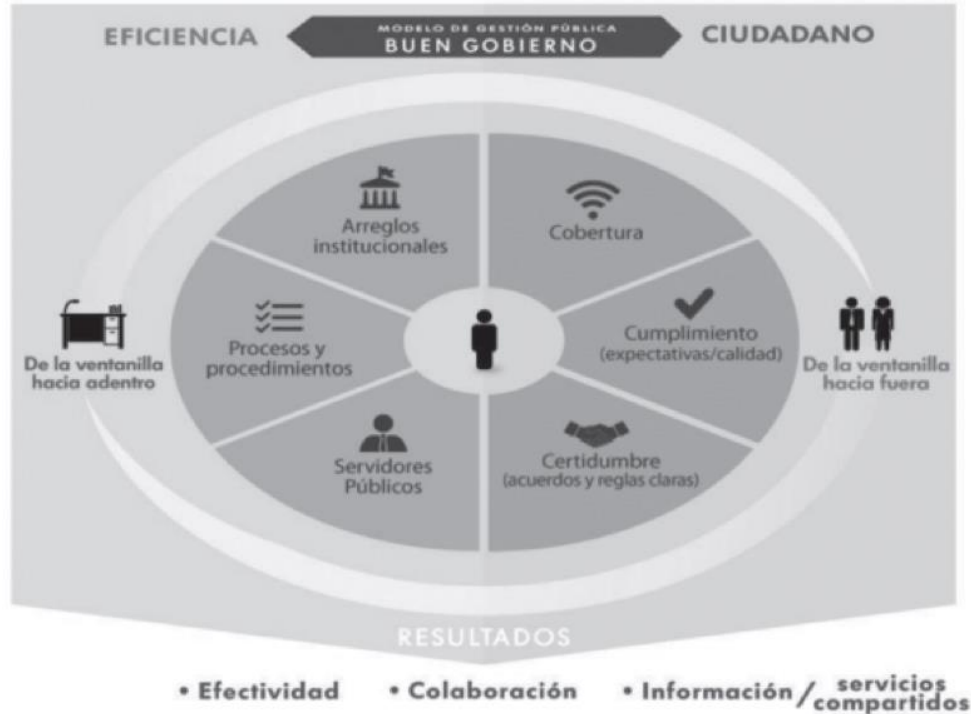 MODELO DE GESTIÓN PÚBLICA
EFICIENCIA
BUEN GOBIERNO
CIUDADANO
Arreglos
institucionales
Cobertura
De la ventanilla
hacia adentro
Procesos y
procedimientos
Cumplimiento
(expectativas/calidad)
De la ventanilla
hacia fuera
Servidores
Públicos
Certidumbre
(acuerdos y reglas claras)
RESULTADOS
• Efectividad
• Colaboración
• Información / servicios
compartidos